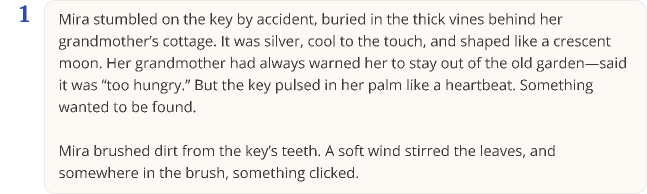 1
Mira stumbled on the key by accident, buried in the thick vines behind her
grandmother’s cottage. It was silver, cool to the touch, and shaped like a crescent
moon. Her grandmother had always warned her to stay out of the old garden—said
it was “too hungry.” But the key pulsed in her palm like a heartbeat. Something
wanted to be found.
Mira brushed dirt from the key’s teeth. A soft wind stirred the leaves, and
somewhere in the brush, something clicked.